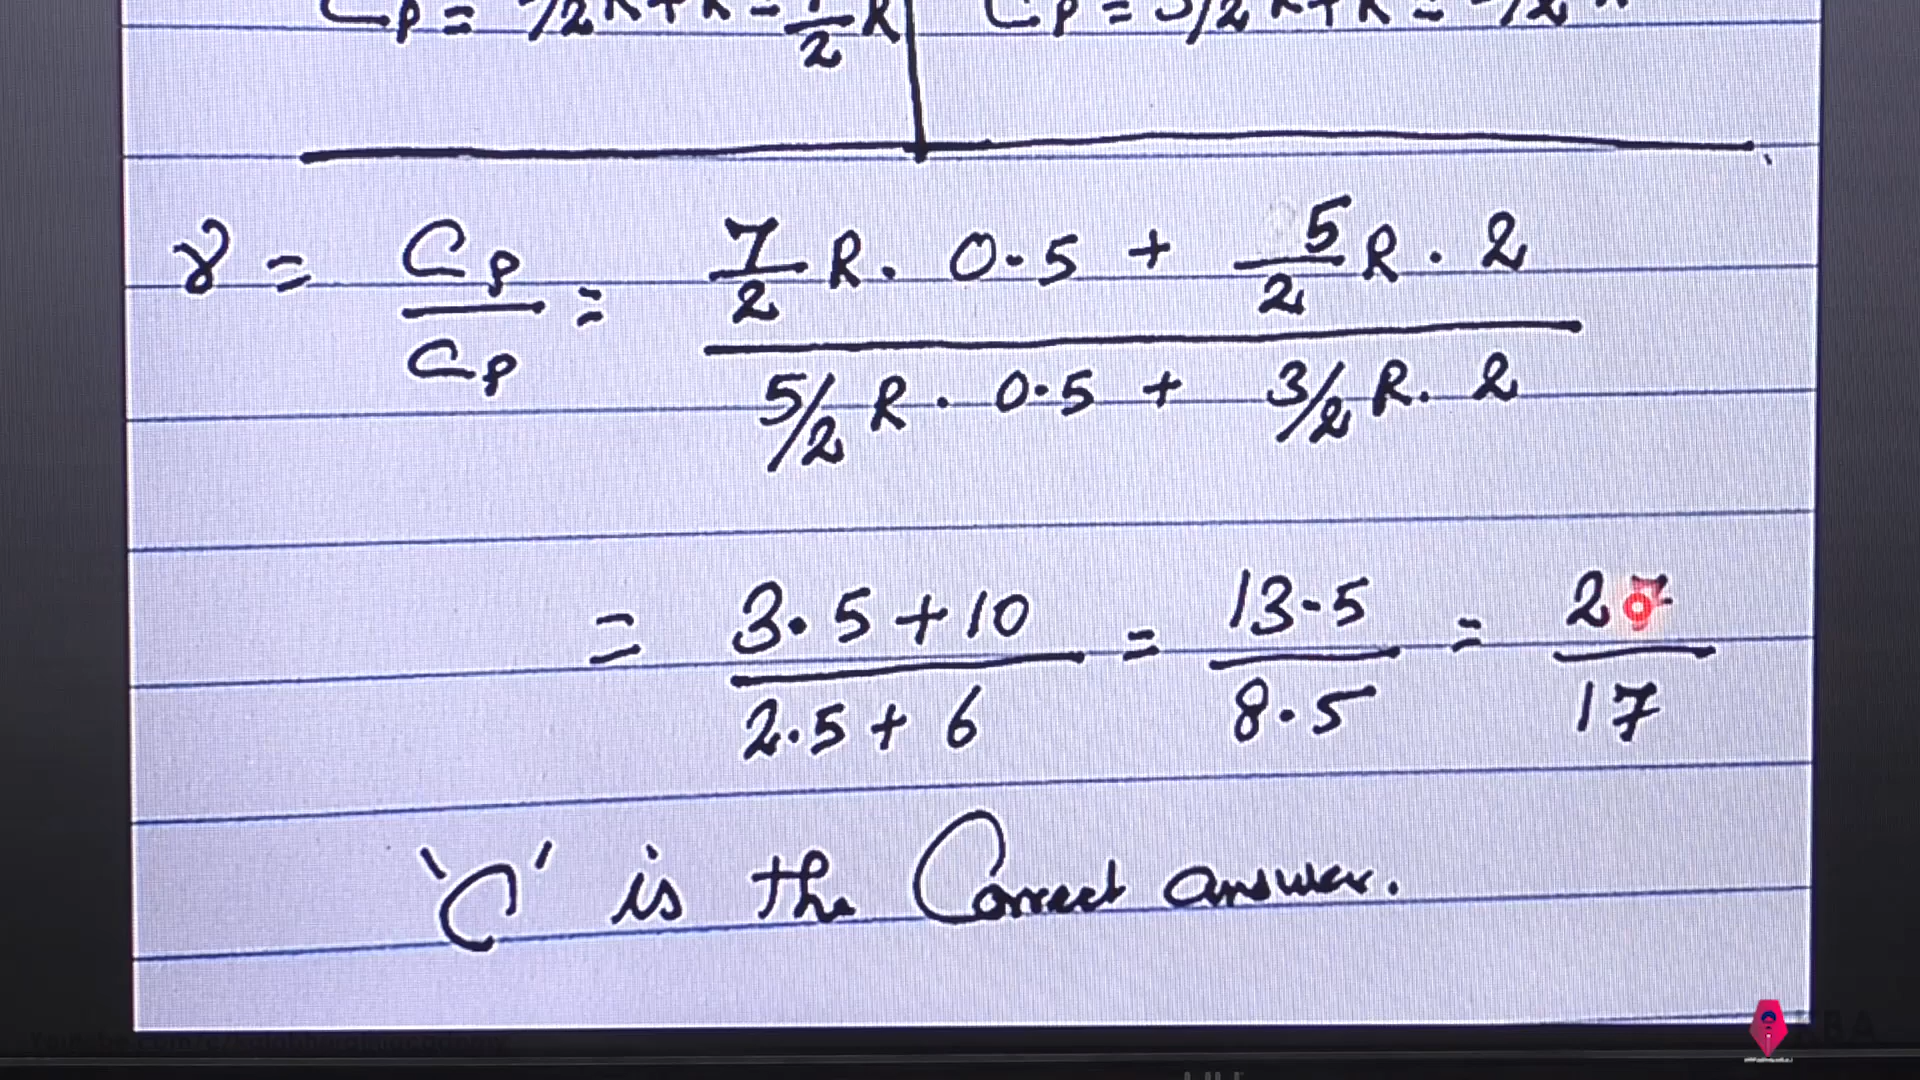 γ = Cp/Cp = (7/2 R. 0.5 + 5/2 R. 2)/(5/2 R. 0.5 + 3/2 R. 2)
= (3.5+10)/(2.5+6) = 13.5/8.5 = 27/17
'C' is the Correct answer.